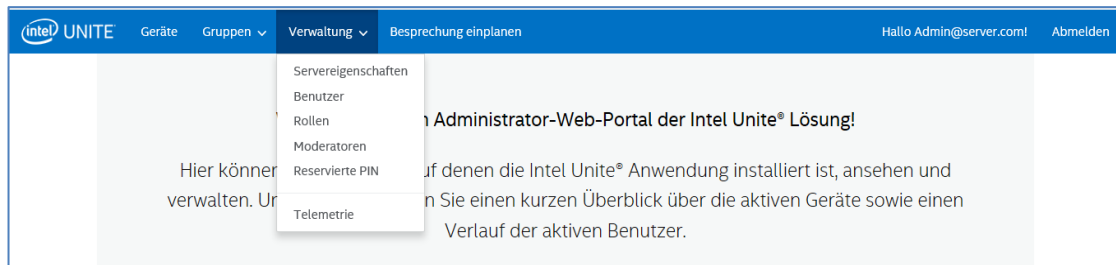 intel UNITE Geräte Gruppen Verwaltung Besprechung einplanen Hallo Admin@server.com! Abmelden
Servereigenschaften
Benutzer
Rollen
Moderatoren
Reservierte PIN
Telemetrie
Administrator-Web-Portal der Intel Unite® Lösung!
Hier können f denen die Intel Unite® Anwendung installiert ist, ansehen und
verwalten. Sie einen kurzen Überblick über die aktiven Geräte sowie einen
Verlauf der aktiven Benutzer.